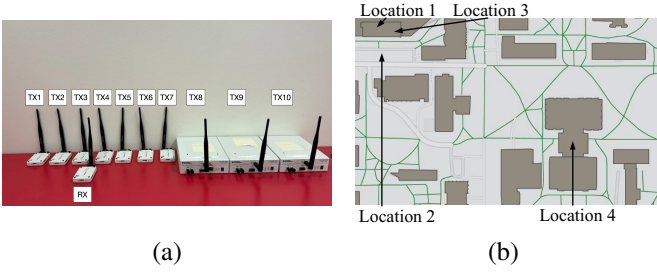 TX1 TX2 TX3 TX4 TX5 TX6 TX7 TX8 TX9 TX10
RX
(a)
Location 1 Location 3
Location 2 Location 4
(b)